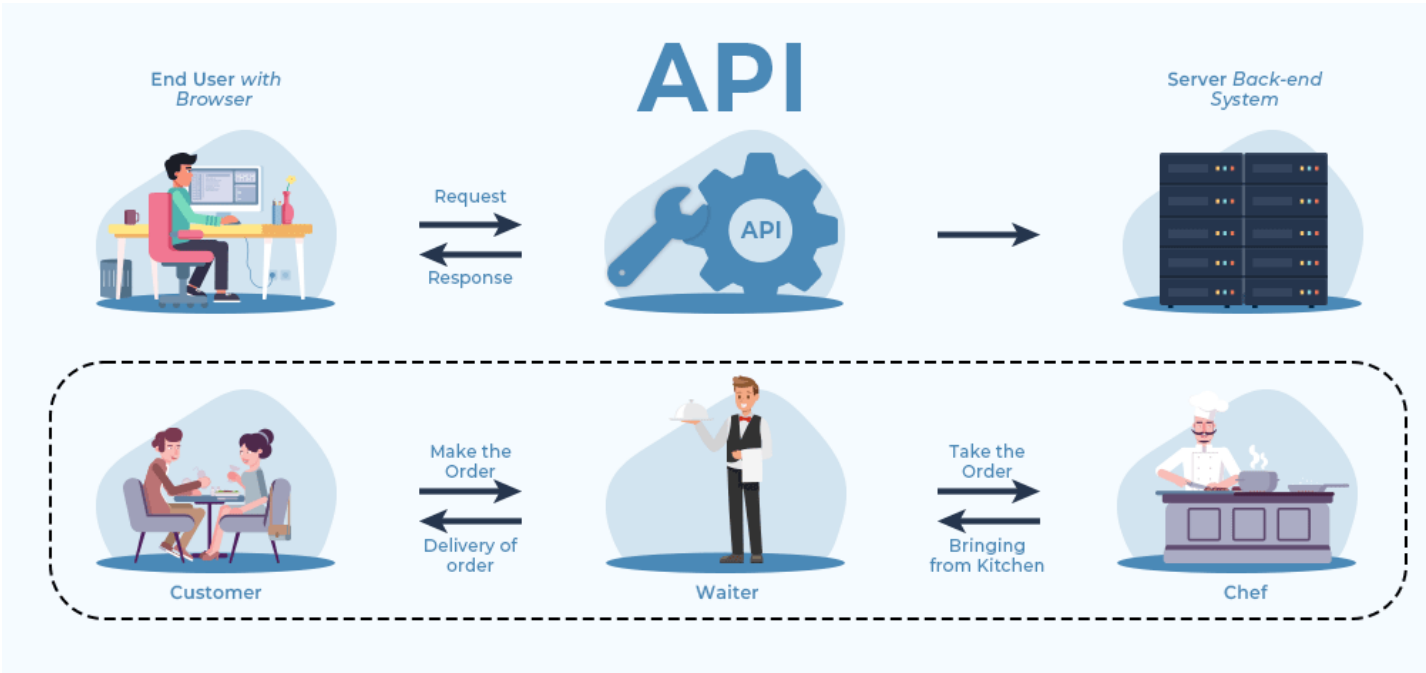 API
End User with
Browser
Server Back-end
System
Request
Response
API
Make the
Order
Delivery of
order
Take the
Order
Bringing
from Kitchen
Customer
Waiter
Chef